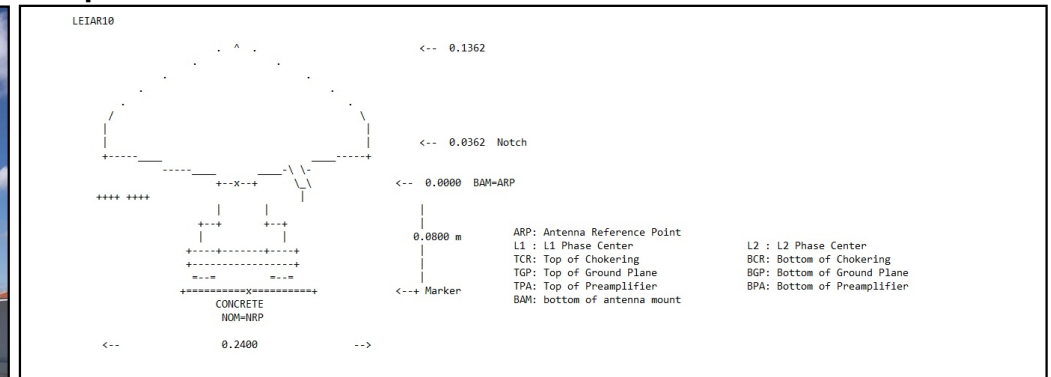 LEIAR10
<-- 0.1362
<-- 0.0362 Notch
<-- 0.0000 BAM=ARP
++++ ++++
0.0800 m
ARP: Antenna Reference Point
L1 : L1 Phase Center L2 : L2 Phase Center
TCR: Top of Chokering BCR: Bottom of Chokering
TGP: Top of Ground Plane BGP: Bottom of Ground Plane
<--+ Marker TPA: Top of Preamplifier BPA: Bottom of Preamplifier
BAM: bottom of antenna mount
CONCRETE
NOM=NRP
<-- 0.2400 -->